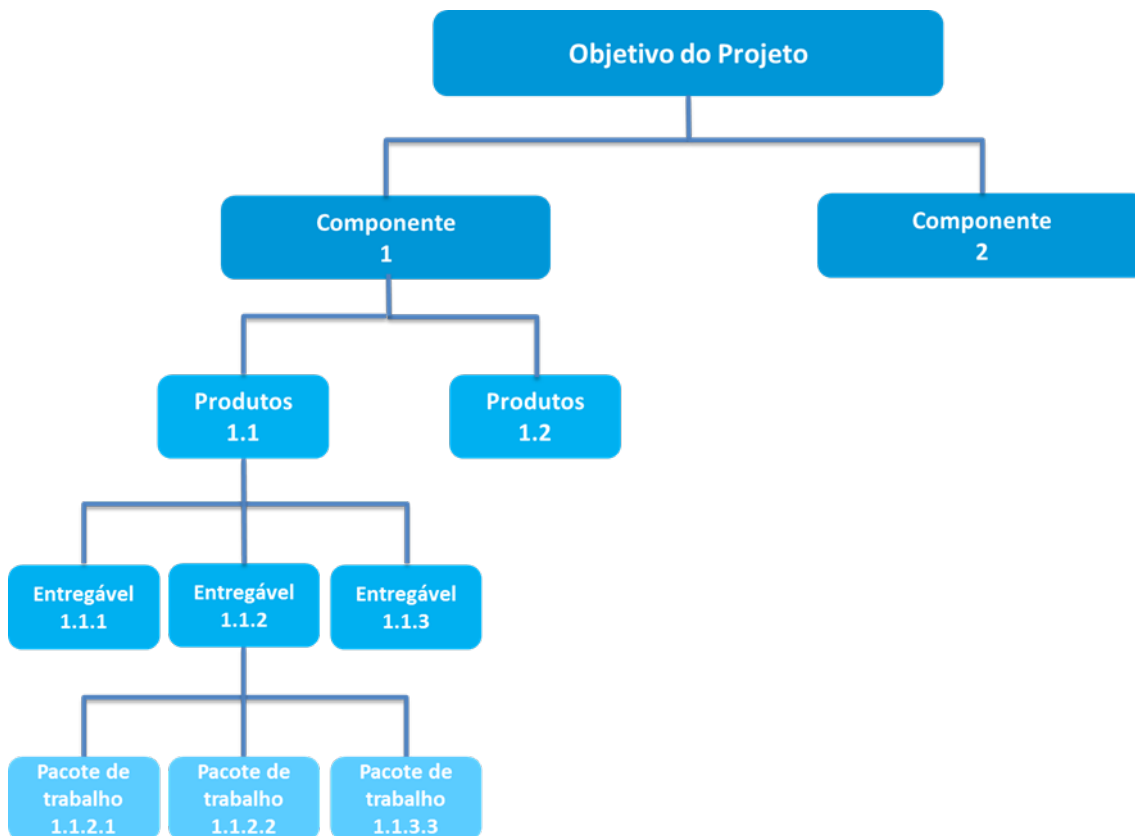 Objetivo do Projeto
Componente
1
Componente
2
Produtos
1.1
Produtos
1.2
Entregável
1.1.1
Entregável
1.1.2
Entregável
1.1.3
Pacote de
trabalho
1.1.2.1
Pacote de
trabalho
1.1.2.2
Pacote de
trabalho
1.1.3.3